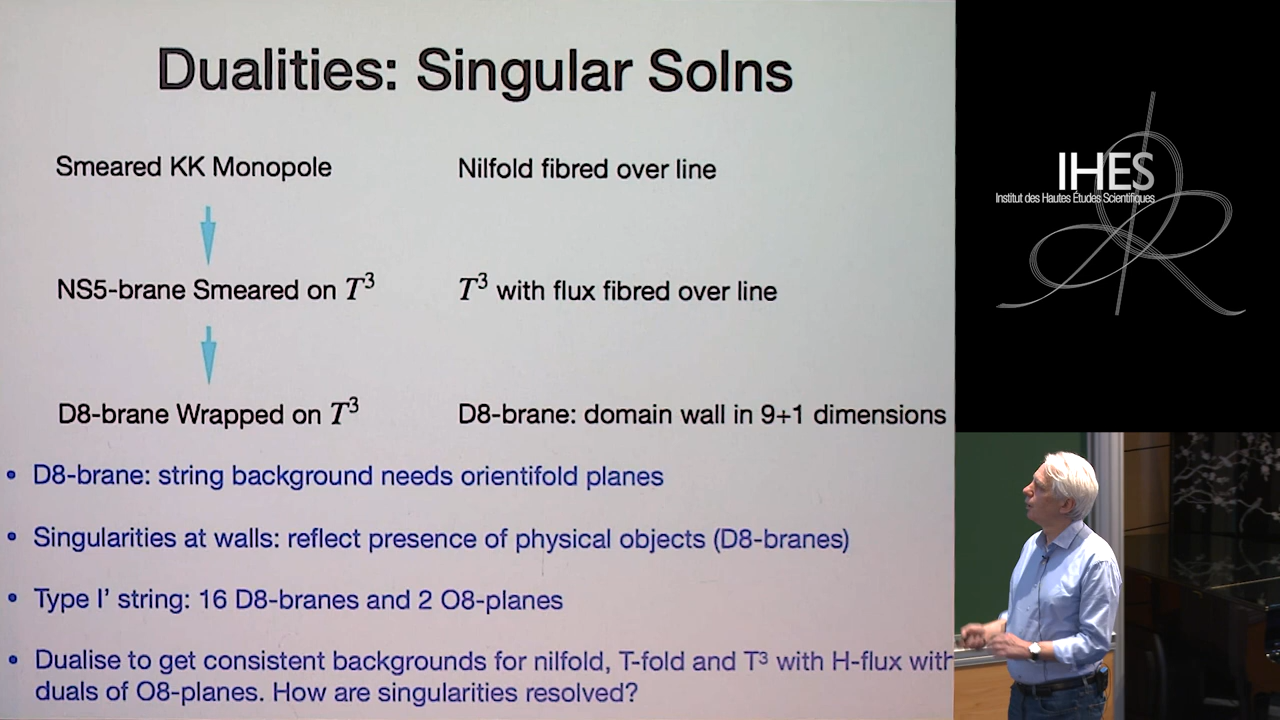 Dualities: Singular Solns
Smeared KK Monopole
Nilfold fibred over line
NS5-brane Smeared on T³
T³ with flux fibred over line
D8-brane Wrapped on T³
D8-brane: domain wall in 9+1 dimensions
• D8-brane: string background needs orientifold planes
• Singularities at walls: reflect presence of physical objects (D8-branes)
• Type I’ string: 16 D8-branes and 2 O8-planes
• Dualise to get consistent backgrounds for nilfold, T-fold and T³ with H-flux with
duals of O8-planes. How are singularities resolved?
IHES
Institut des Hautes Études Scientifiques